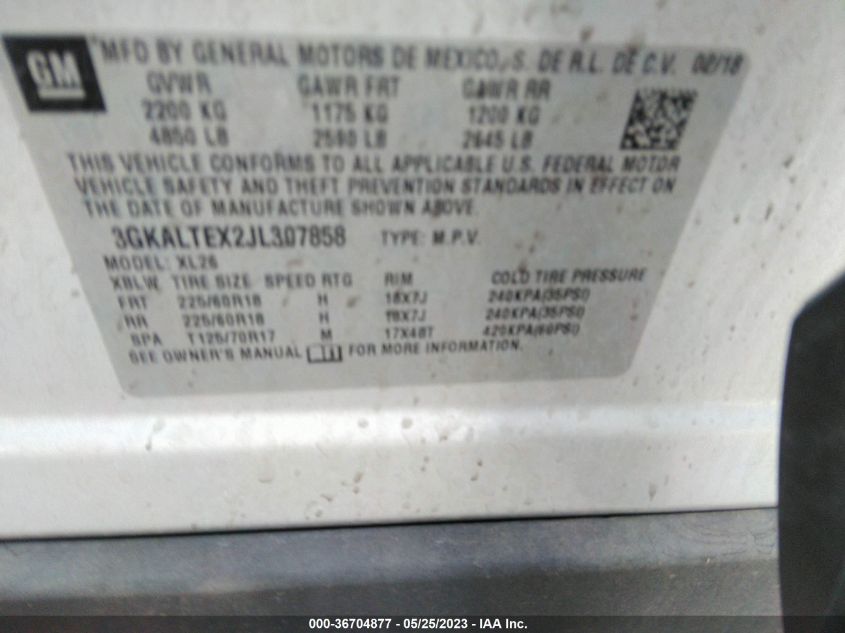 GM
MFD BY GENERAL MOTORS DE MEXICO, S. DE R.L. DE C.V. 02/18
GVWR GAWR FRT GAWR RR
2200 KG 1175 KG 1200 KG
4850 LB 2590 LB 2645 LB
THIS VEHICLE CONFORMS TO ALL APPLICABLE U.S. FEDERAL MOTOR
VEHICLE SAFETY AND THEFT PREVENTION STANDARDS IN EFFECT ON
THE DATE OF MANUFACTURE SHOWN ABOVE.
3GKALTEX2JL307858 TYPE: M.P.V.
MODEL: XL26
XBLW TIRE SIZE SPEED RTG RIM COLD TIRE PRESSURE
FRT 225/60R18 H 18X7J 240KPA(35PSI)
RR 225/60R18 H 18X7J 240KPA(35PSI)
SPA T125/70R17 M 17X4BT 420KPA(60PSI)
SEE OWNER'S MANUAL FOR MORE INFORMATION.
000-36704877 - 05/25/2023 - IAA Inc.